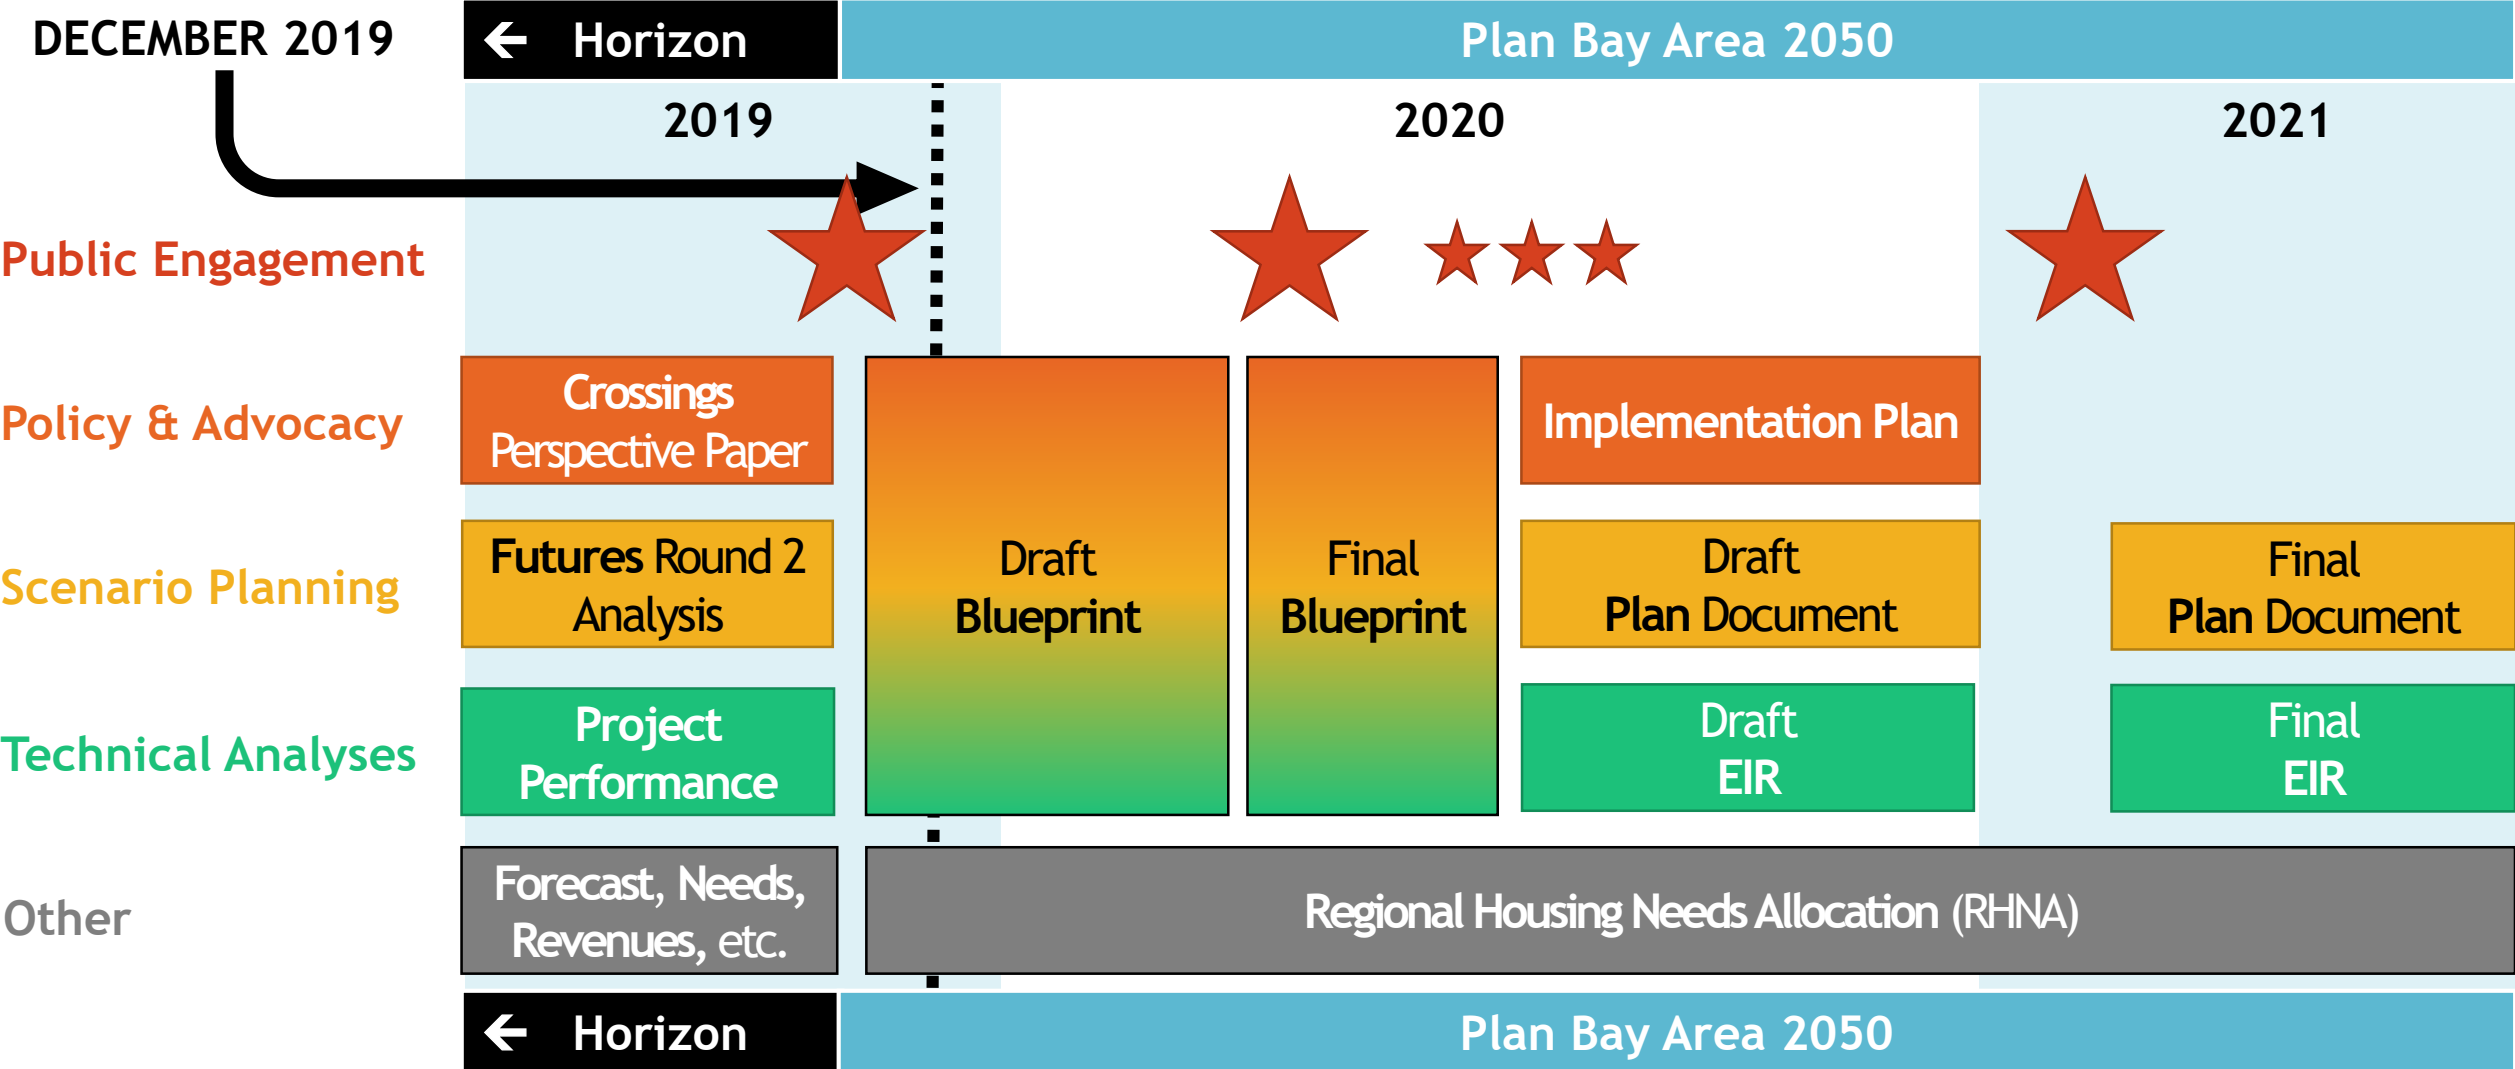 DECEMBER 2019
Horizon
Plan Bay Area 2050
2019
2020
2021
Public Engagement
Policy & Advocacy
Crossings
Perspective Paper
Implementation Plan
Scenario Planning
Futures Round 2
Analysis
Draft
Blueprint
Final
Blueprint
Draft
Plan Document
Final
Plan Document
Technical Analyses
Project
Performance
Draft
EIR
Final
EIR
Other
Forecast, Needs,
Revenues, etc.
Regional Housing Needs Allocation (RHNA)
Horizon
Plan Bay Area 2050